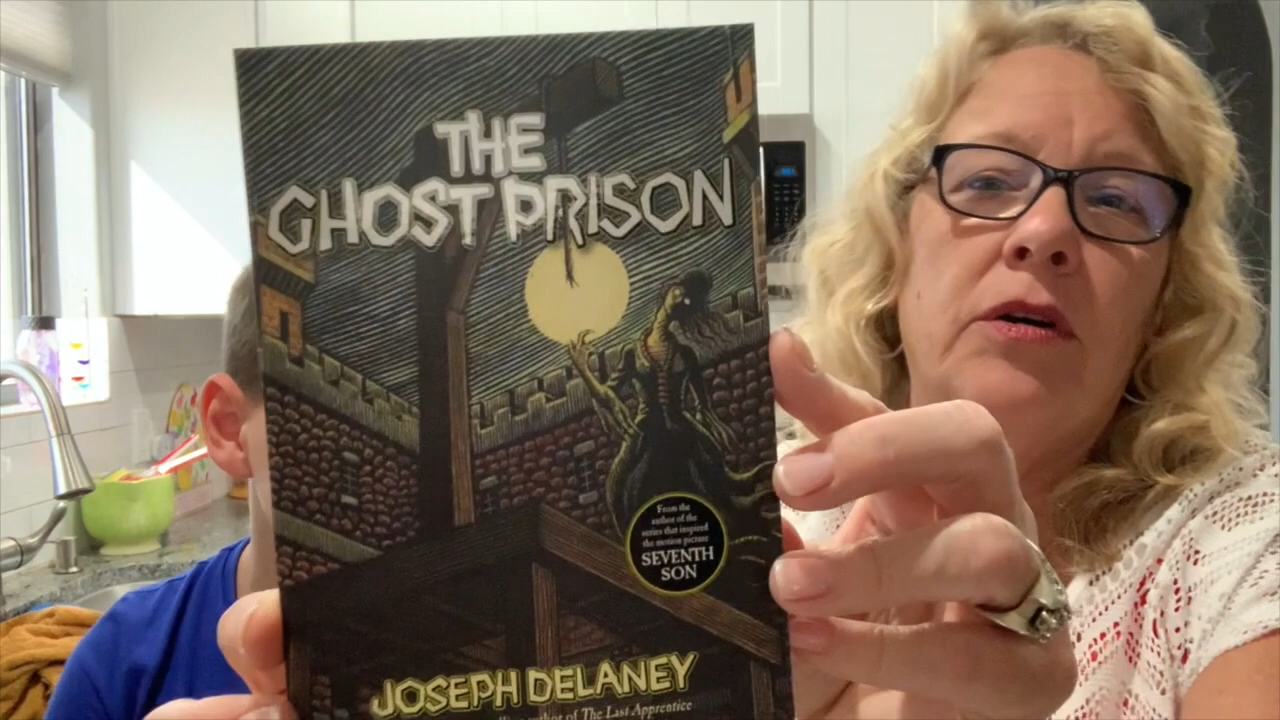 THE
GHOST PRISON
From the
author of the
series that inspired
the motion picture
SEVENTH
SON
JOSEPH DELANEY
author of The Last Apprentice